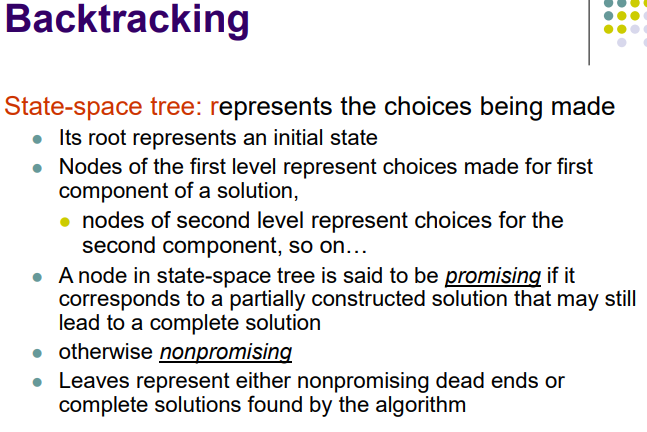 Backtracking
State-space tree: represents the choices being made
Its root represents an initial state
Nodes of the first level represent choices made for first
component of a solution,
nodes of second level represent choices for the
second component, so on…
A node in state-space tree is said to be promising if it
corresponds to a partially constructed solution that may still
lead to a complete solution
otherwise nonpromising
Leaves represent either nonpromising dead ends or
complete solutions found by the algorithm